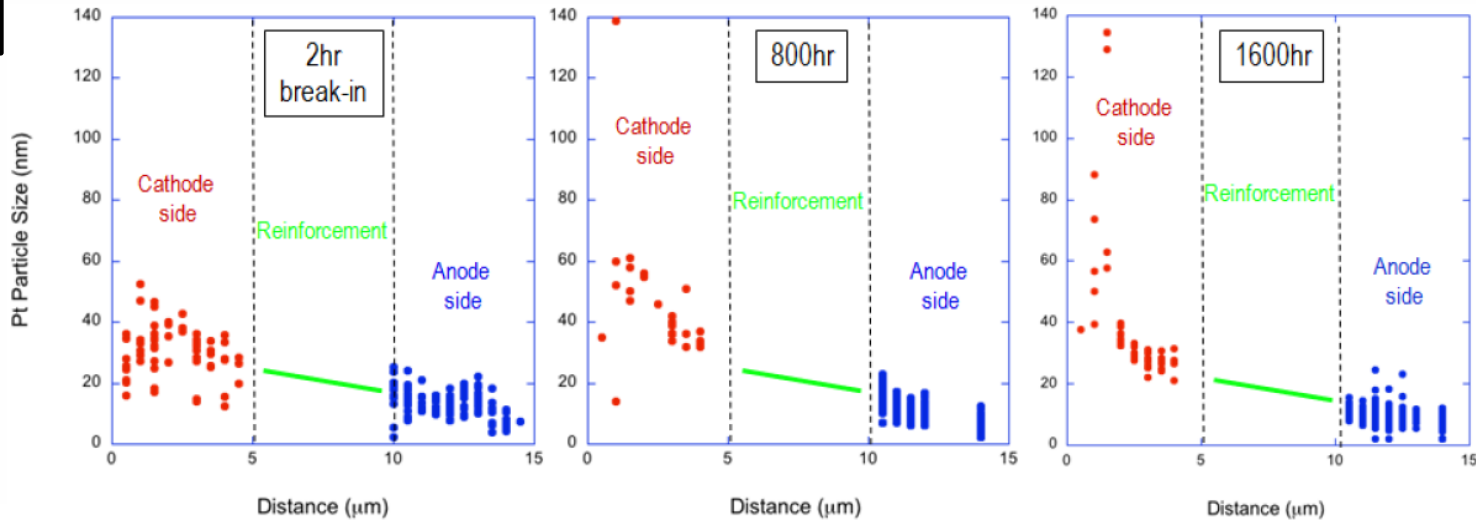 Pt Particle Size (nm)
140
120
100
80
60
40
20
0
0
5
10
15
Distance (μm)
2hr
break-in
Cathode
side
Reinforcement
Anode
side
140
120
100
80
60
40
20
0
0
5
10
15
Distance (μm)
800hr
Cathode
side
Reinforcement
Anode
side
140
120
100
80
60
40
20
0
0
5
10
15
Distance (μm)
1600hr
Cathode
side
Reinforcement
Anode
side